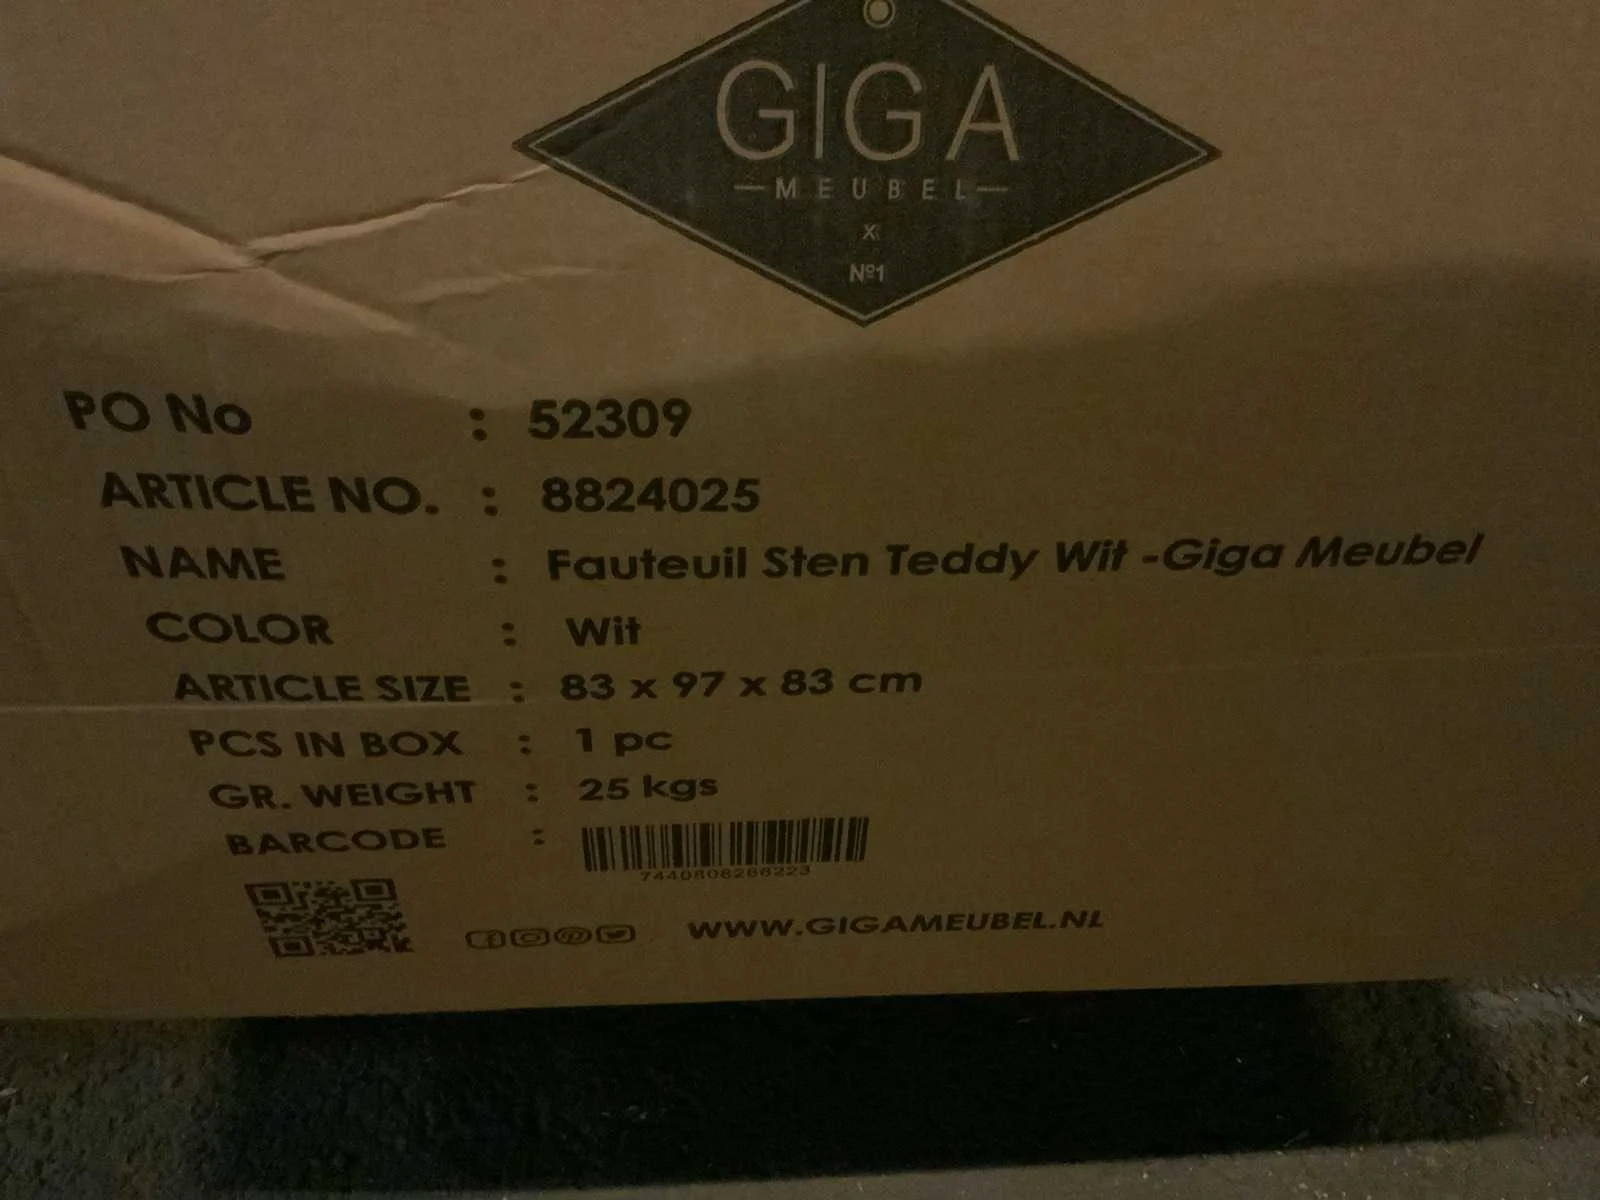 GIGA
MEUBEL
x
Nº1
PO No : 52309
ARTICLE NO. : 8824025
NAME : Fauteuil Sten Teddy Wit -Giga Meubel
COLOR : Wit
ARTICLE SIZE : 83 x 97 x 83 cm
PCS IN BOX : 1 pc
GR. WEIGHT : 25 kgs
BARCODE :
7440808266223
WWW.GIGAMEUBEL.NL